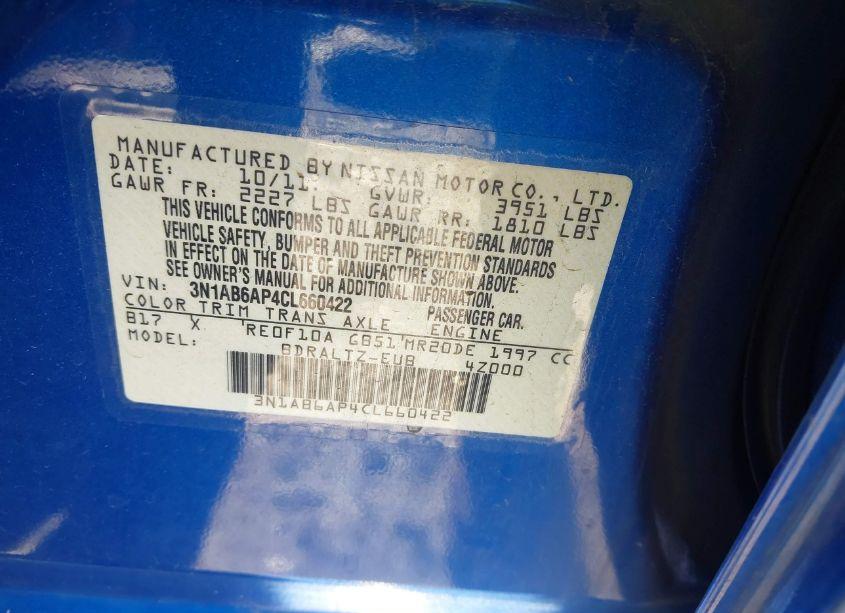 MANUFACTURED BY NISSAN MOTOR CO., LTD.
DATE: 10/11 GVWR: 3951 LBS
GAWR FR: 2227 LBS GAWR RR: 1810 LBS
THIS VEHICLE CONFORMS TO ALL APPLICABLE FEDERAL MOTOR
VEHICLE SAFETY, BUMPER AND THEFT PREVENTION STANDARDS
IN EFFECT ON THE DATE OF MANUFACTURE SHOWN ABOVE.
SEE OWNER'S MANUAL FOR ADDITIONAL INFORMATION.
VIN: 3N1AB6AP4CL660422 PASSENGER CAR.
COLOR TRIM TRANS AXLE ENGINE
B17 X RE0F10A GB51 MR20DE 1997 CC
MODEL: BDRALTZ-EUB 4Z000
3N1AB6AP4CL660422